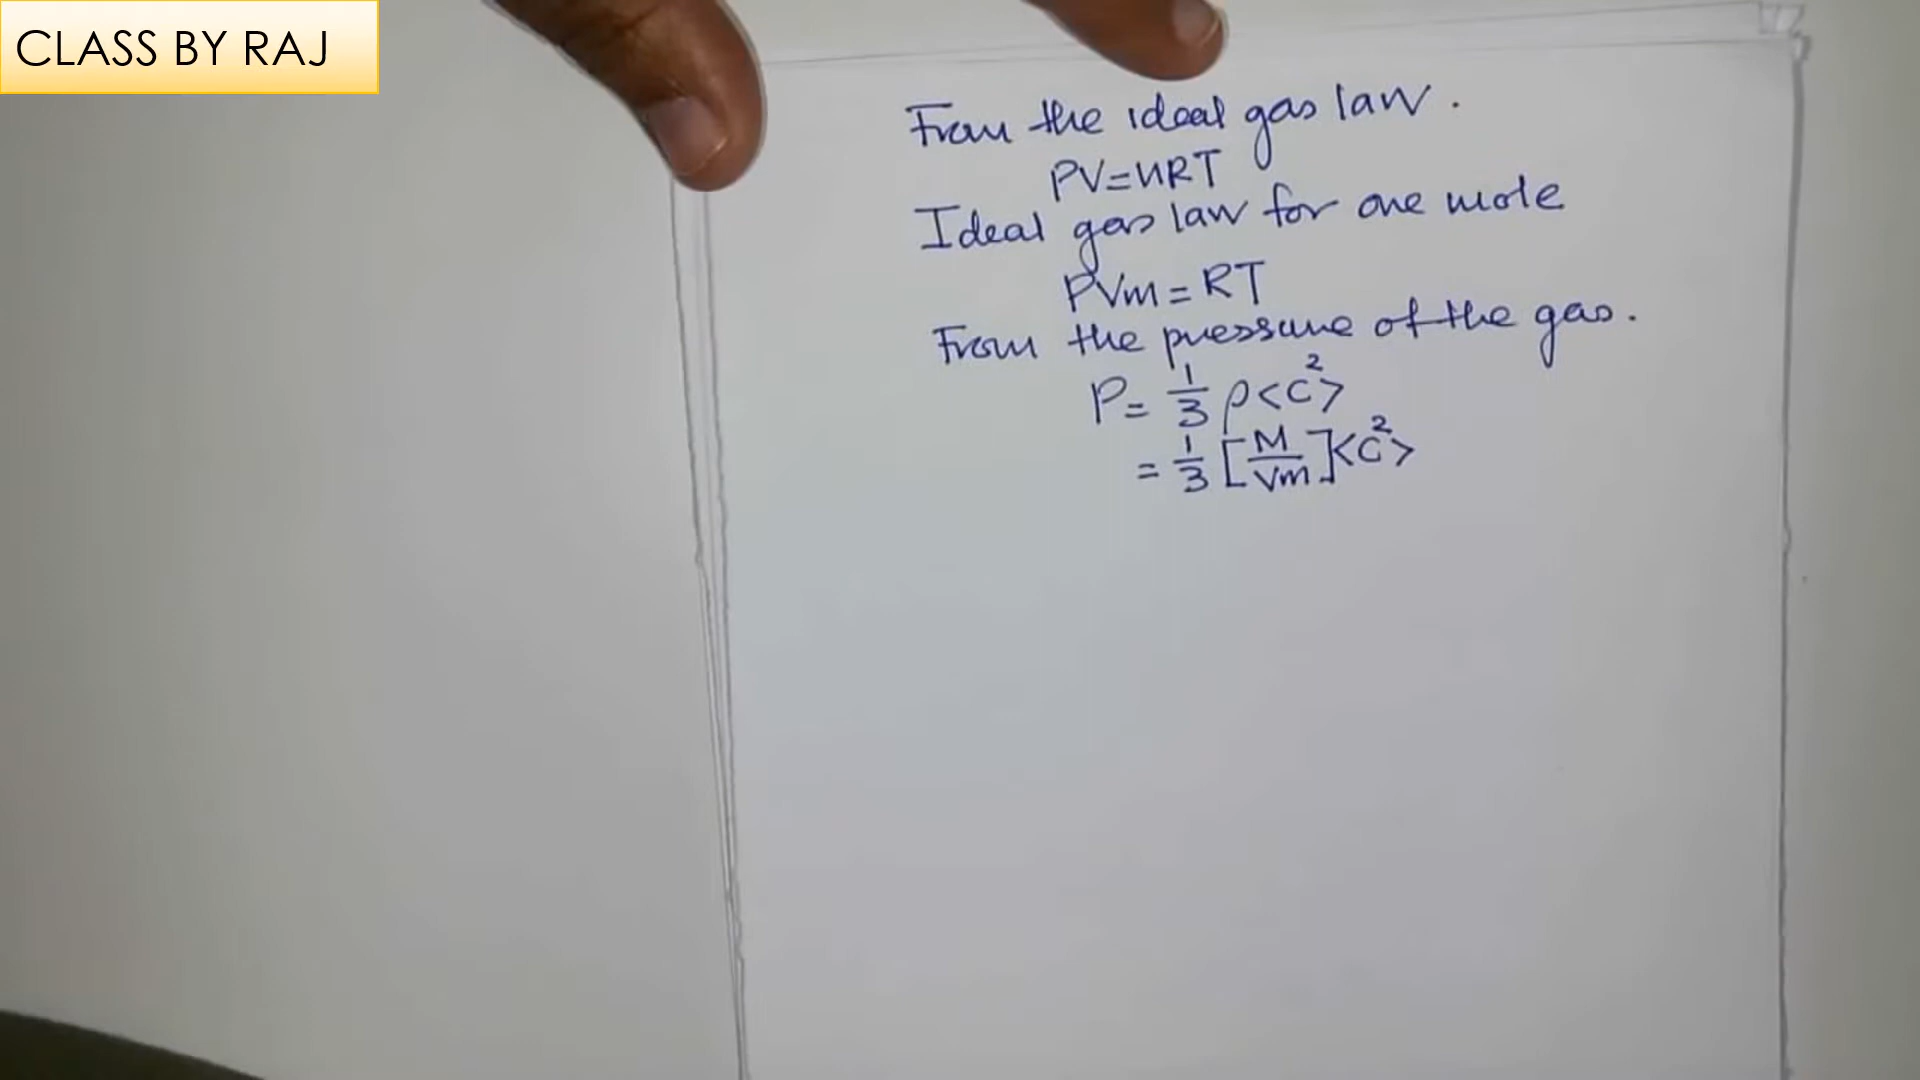 CLASS BY RAJ
From the ideal gas law.
PV=nRT
Ideal gas law for one mole
PVm=RT
From the pressure of the gas.
P= 1/3 ρ<c²>
= 1/3 [M/Vm]<c²>